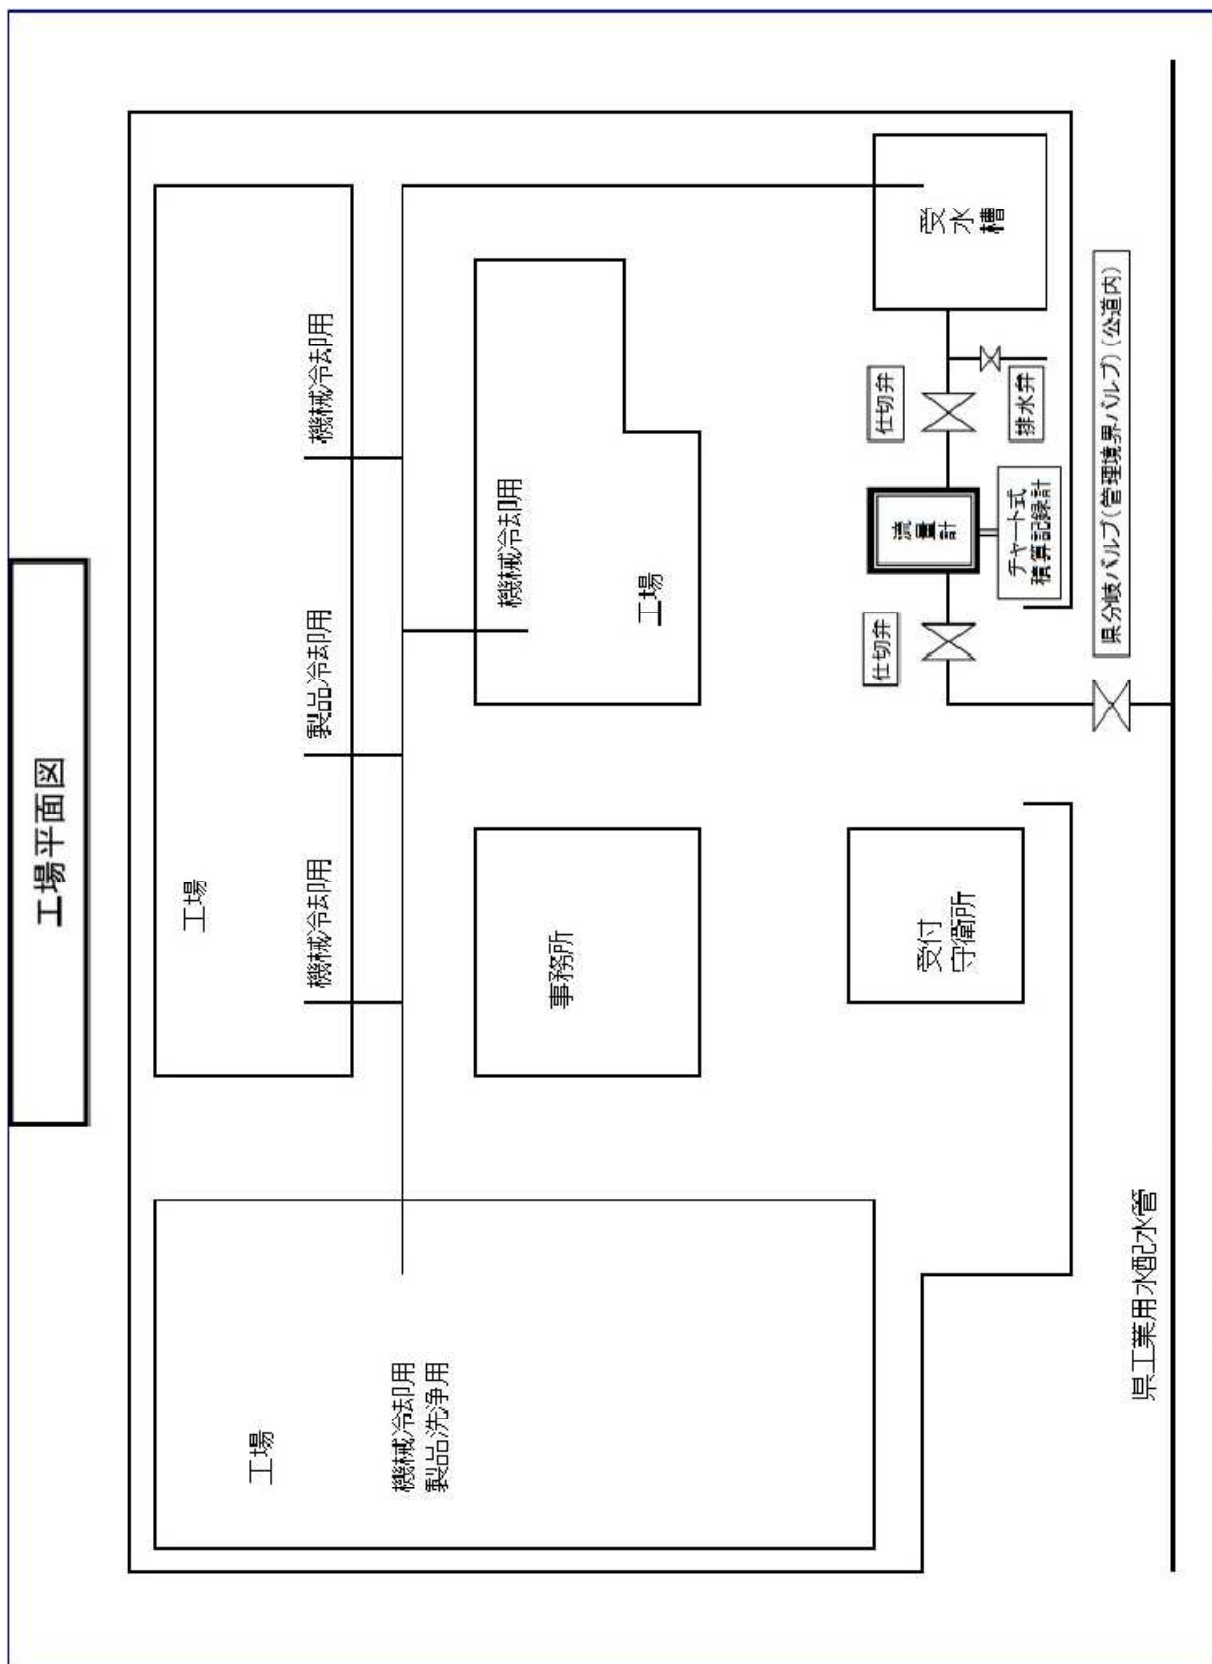 工場平面図
工場
機械冷却用
製品洗浄用
工場
機械冷却用
製品冷却用
機械冷却用
事務所
機械冷却用
工場
受付
守衛所
仕切弁
流量計
チャート式
積算記録計
仕切弁
排水弁
受水槽
県分岐バルブ(管理境界バルブ)(公道内)
県工業用水配水管